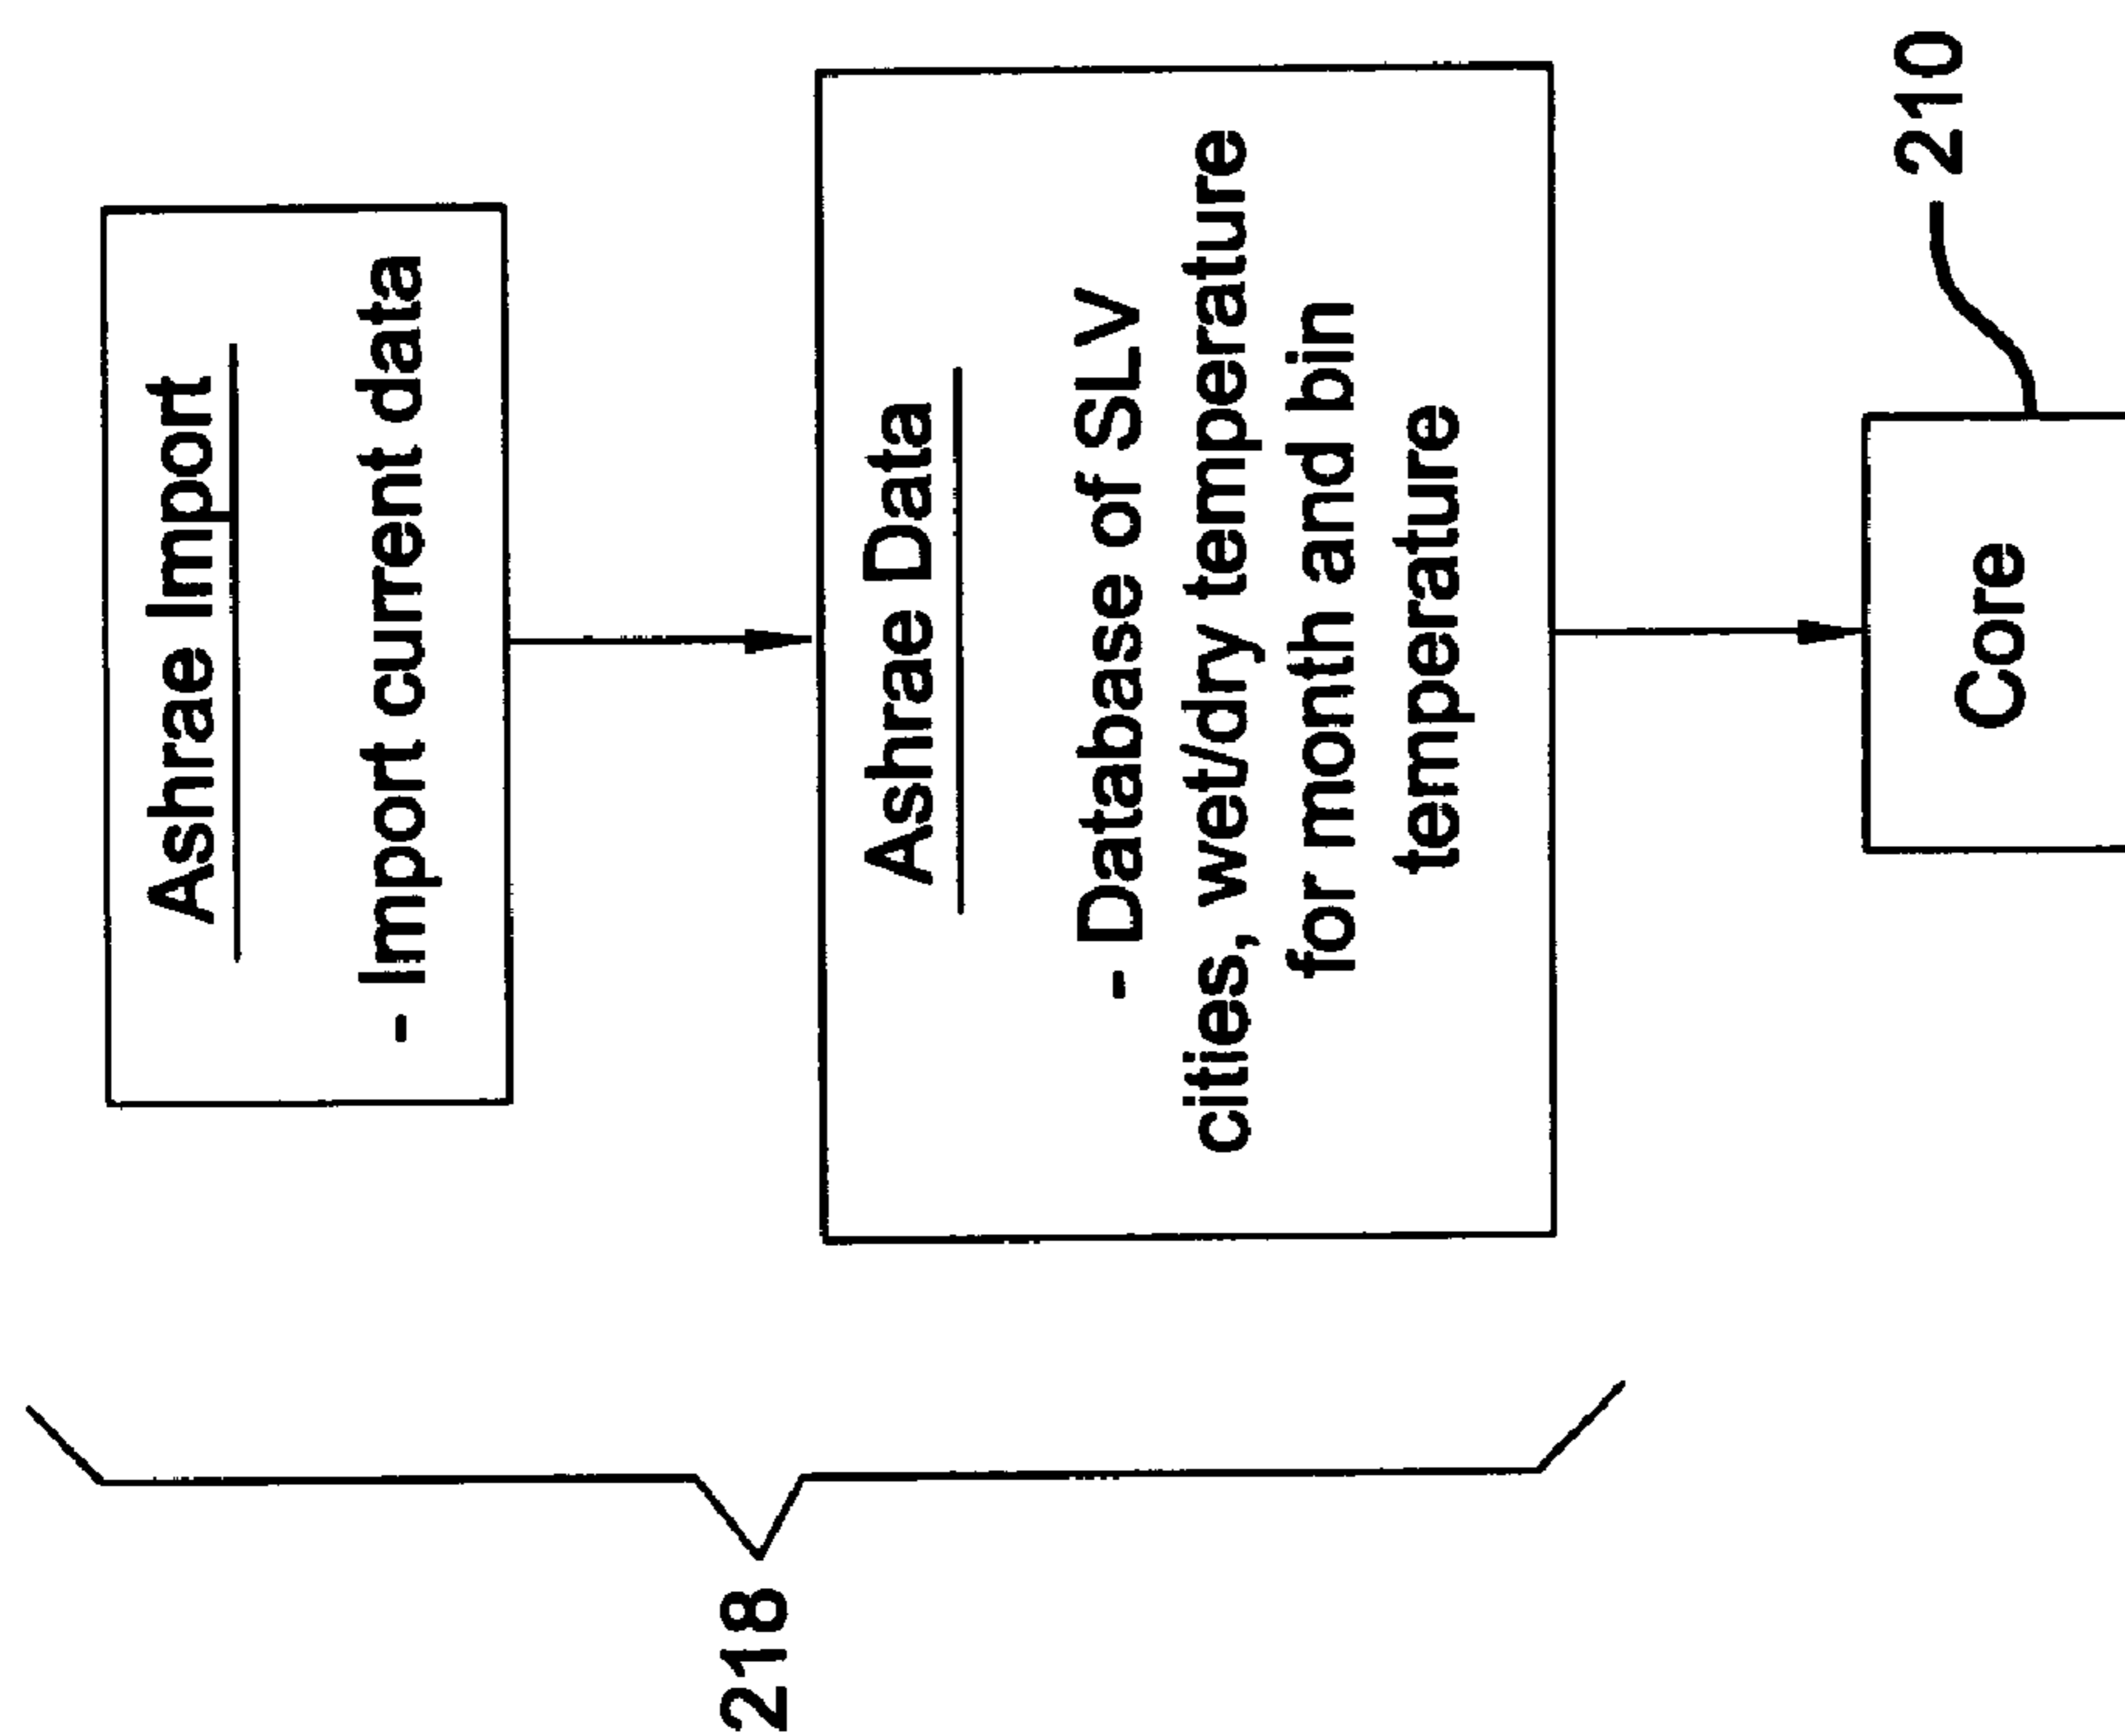 218
Ashrae Import
- Import current data
Ashrae Data
- Database of SLV
cities, wet/dry temperature
for month and bin
temperature
210
Core